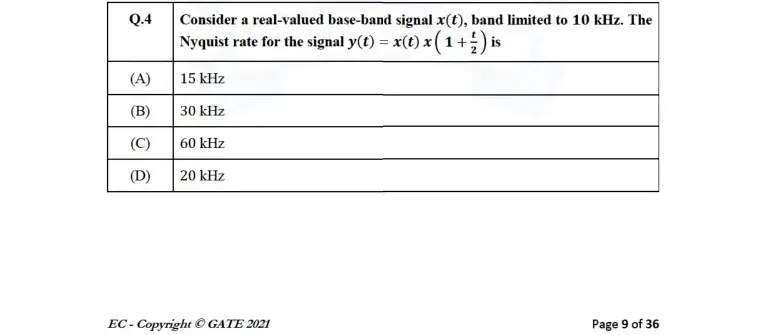 Q.4 Consider a real-valued base-band signal x(t), band limited to 10 kHz. The
Nyquist rate for the signal y(t) = x(t) x(1 + t/2) is
(A) 15 kHz
(B) 30 kHz
(C) 60 kHz
(D) 20 kHz
EC - Copyright © GATE 2021 Page 9 of 36